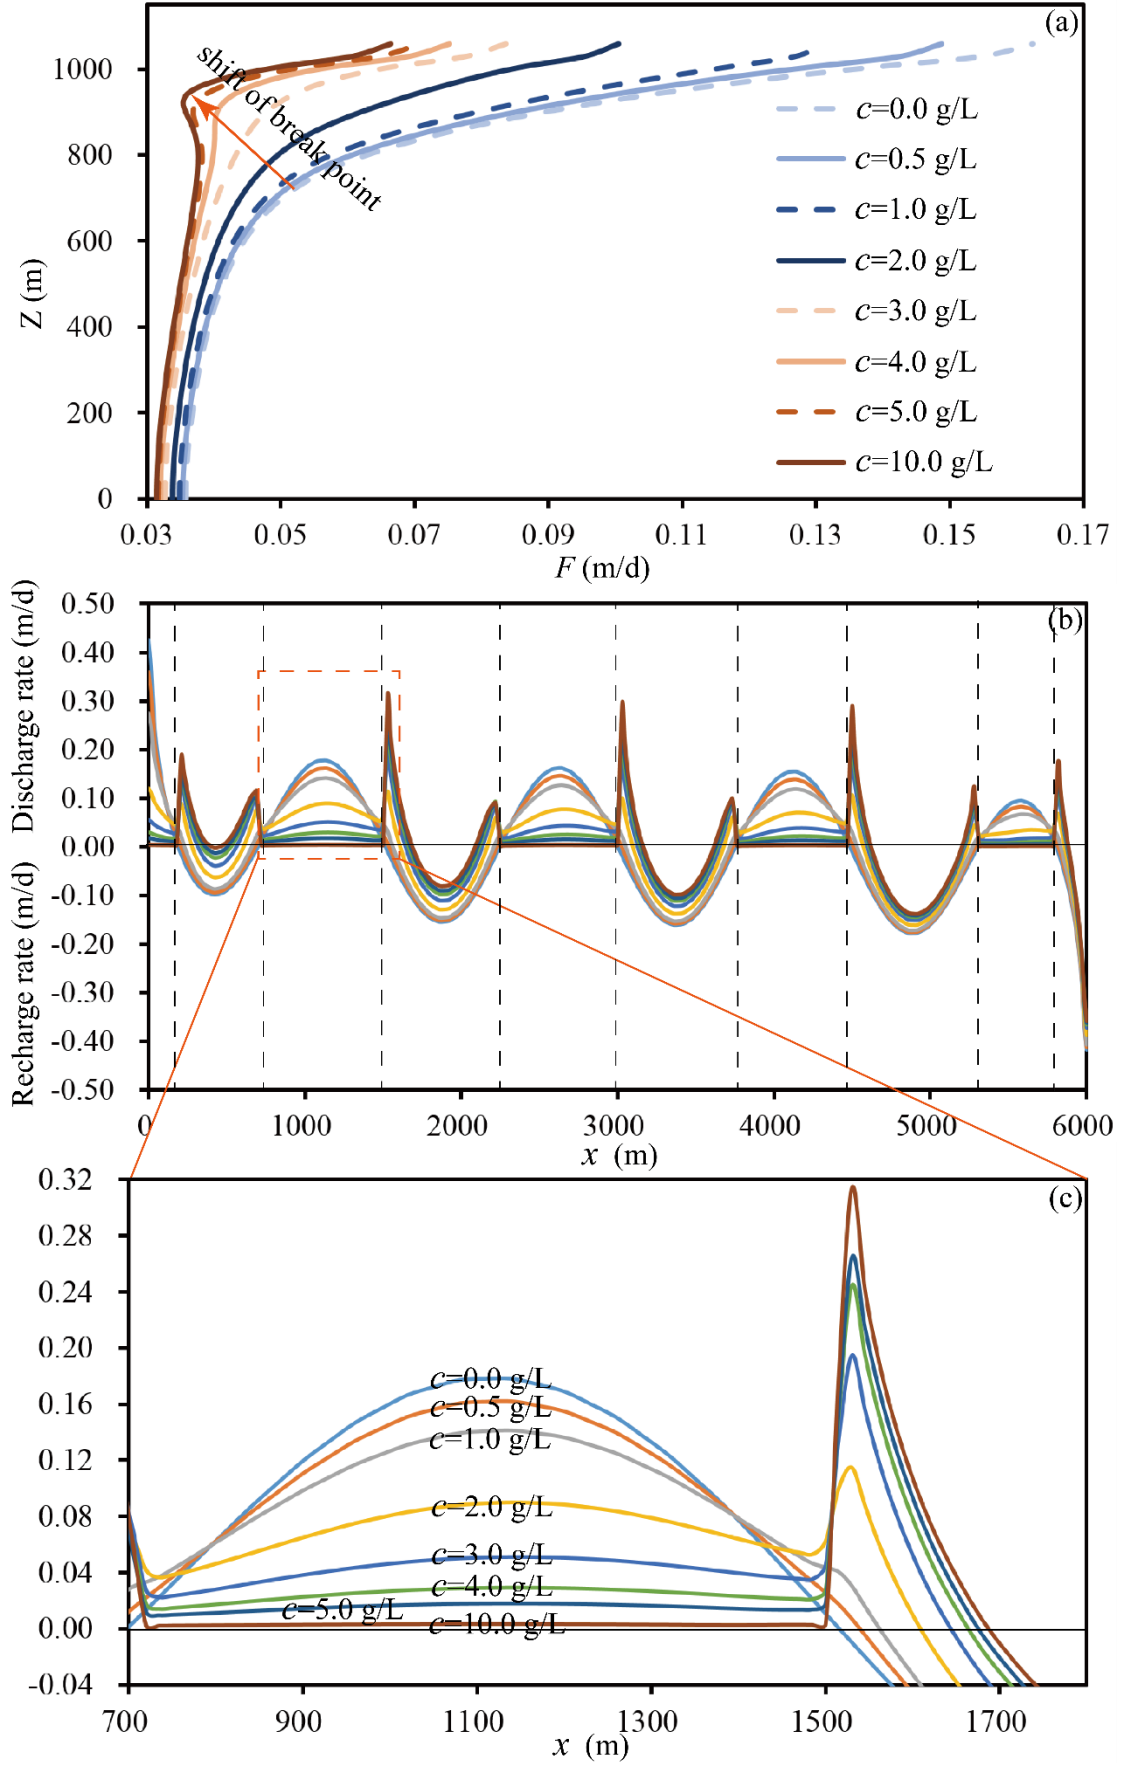 (a)
1000
800
600
400
200
0
Z (m)
shift of break point
c=0.0 g/L
c=0.5 g/L
c=1.0 g/L
c=2.0 g/L
c=3.0 g/L
c=4.0 g/L
c=5.0 g/L
c=10.0 g/L
0.03 0.05 0.07 0.09 0.11 0.13 0.15 0.17
F (m/d)
(b)
Discharge rate (m/d)
Recharge rate (m/d)
0.50
0.40
0.30
0.20
0.10
0.00
-0.10
-0.20
-0.30
-0.40
-0.50
0 1000 2000 3000 4000 5000 6000
x (m)
(c)
0.32
0.28
0.24
0.20
0.16
0.12
0.08
0.04
0.00
-0.04
c=0.0 g/L
c=0.5 g/L
c=1.0 g/L
c=2.0 g/L
c=3.0 g/L
c=4.0 g/L
c=5.0 g/L
c=10.0 g/L
700 900 1100 1300 1500 1700
x (m)